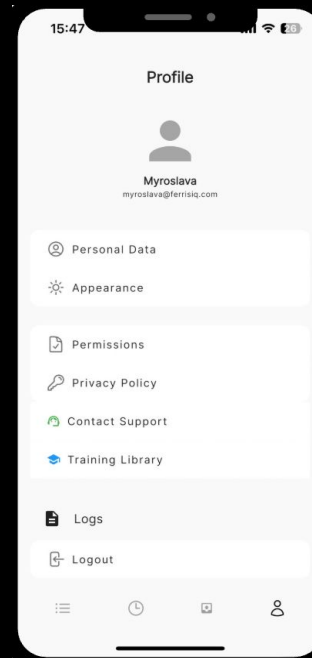 15:47
26
Profile
Myroslava
myroslava@ferrisiq.com
Personal Data
Appearance
Permissions
Privacy Policy
Contact Support
Training Library
Logs
Logout